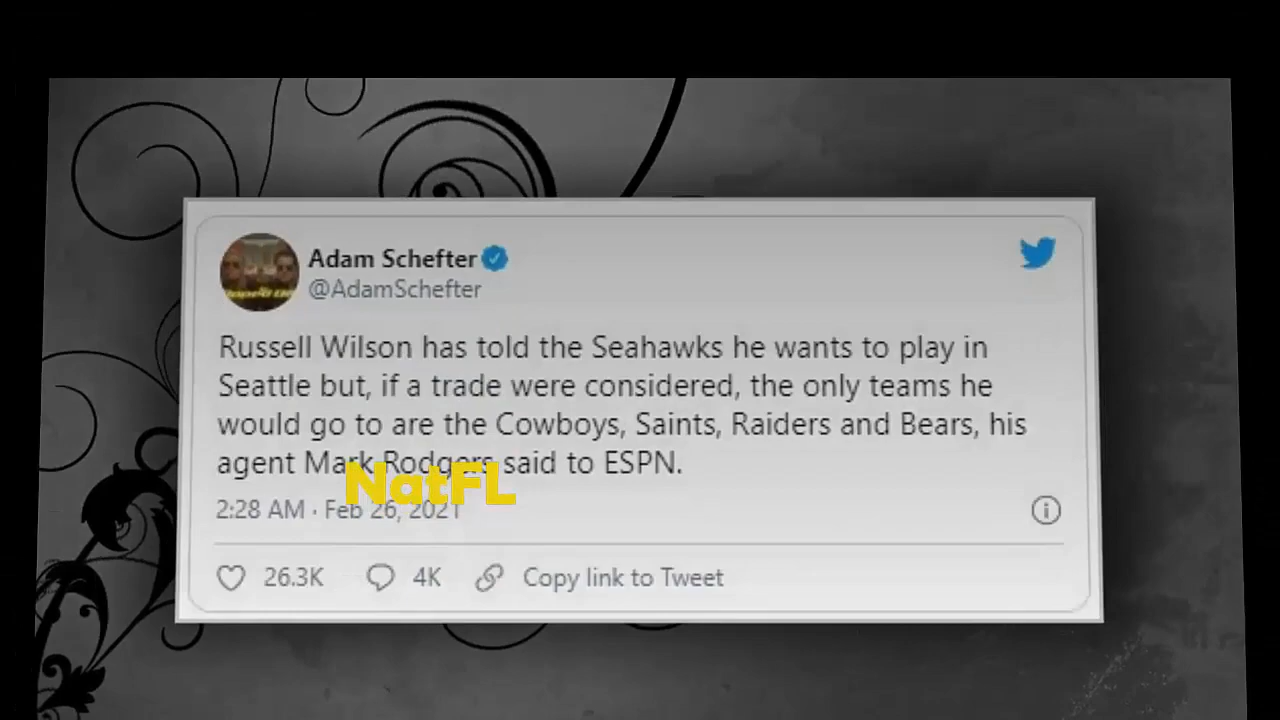 Adam Schefter
@AdamSchefter
Russell Wilson has told the Seahawks he wants to play in
Seattle but, if a trade were considered, the only teams he
would go to are the Cowboys, Saints, Raiders and Bears, his
agent Mark Rodgers said to ESPN.
NatFL
2:28 AM · Feb 26, 2021
26.3K 4K Copy link to Tweet